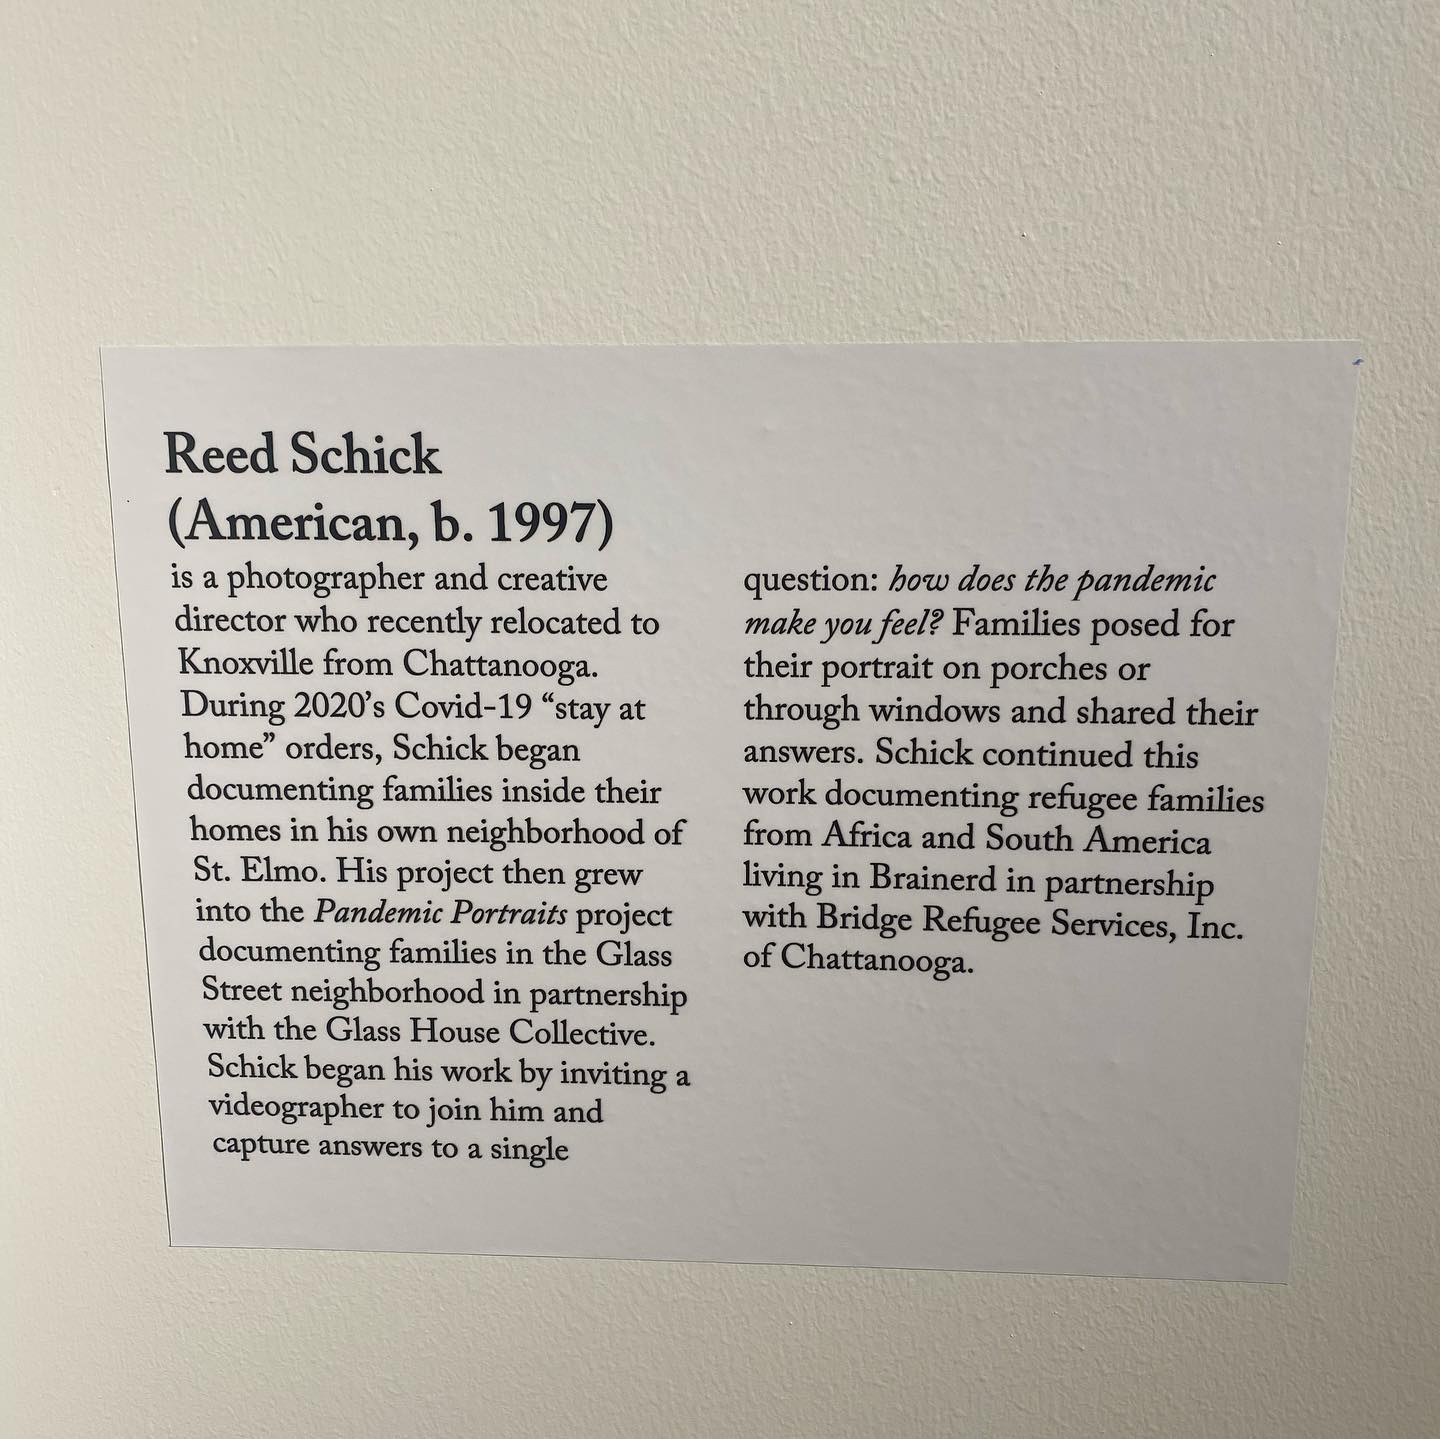 Reed Schick
(American, b. 1997)
is a photographer and creative
director who recently relocated to
Knoxville from Chattanooga.
During 2020’s Covid-19 “stay at
home” orders, Schick began
documenting families inside their
homes in his own neighborhood of
St. Elmo. His project then grew
into the Pandemic Portraits project
documenting families in the Glass
Street neighborhood in partnership
with the Glass House Collective.
Schick began his work by inviting a
videographer to join him and
capture answers to a single
question: how does the pandemic
make you feel? Families posed for
their portrait on porches or
through windows and shared their
answers. Schick continued this
work documenting refugee families
from Africa and South America
living in Brainerd in partnership
with Bridge Refugee Services, Inc.
of Chattanooga.